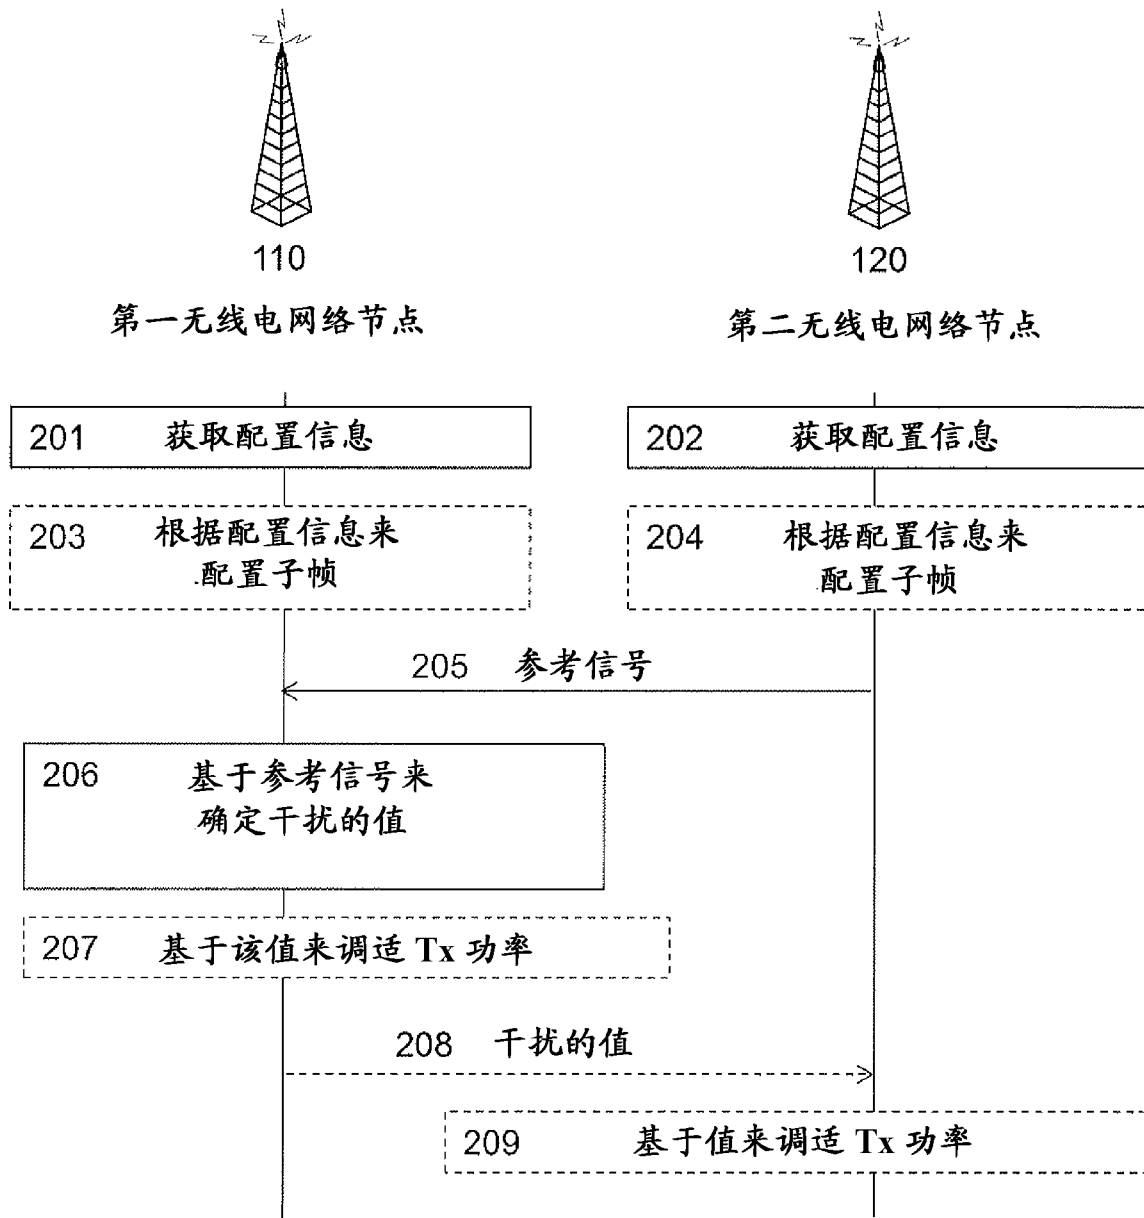 110
120
第一无线电网络节点
第二无线电网络节点
201 获取配置信息
202 获取配置信息
203 根据配置信息来
配置子帧
204 根据配置信息来
配置子帧
205 参考信号
206 基于参考信号来
确定干扰的值
207 基于该值来调适 Tx 功率
208 干扰的值
209 基于值来调适 Tx 功率